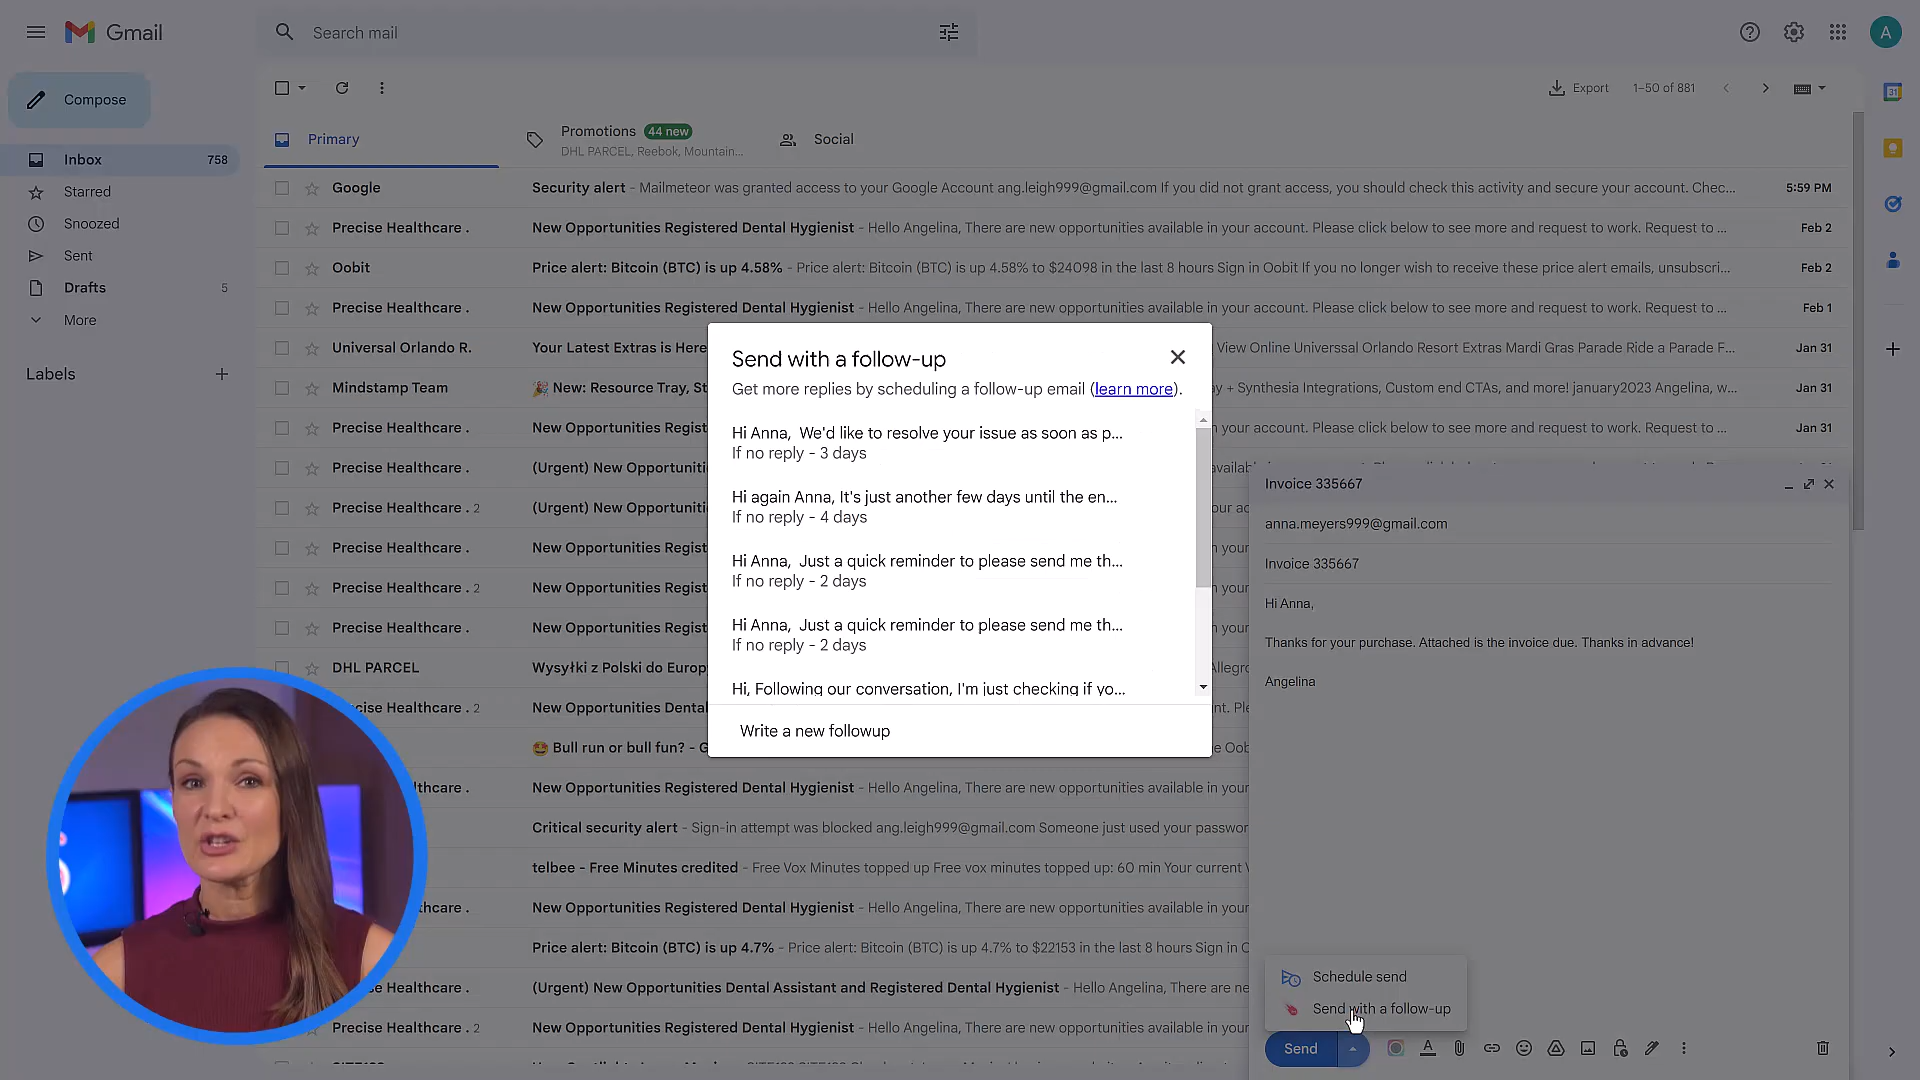 Gmail
Search mail
A
Compose
Export
1–50 of 881
31
Primary
Promotions 44 new
DHL PARCEL, Reebok, Mountain...
Social
Inbox 758
Starred
Snoozed
Sent
Drafts 5
More
Labels
Google Security alert - Mailmeteor was granted access to your Google Account ang.leigh999@gmail.com If you did not grant access, you should check this activity and secure your account. Chec... 5:59 PM
Precise Healthcare . New Opportunities Registered Dental Hygienist - Hello Angelina, There are new opportunities available in your account. Please click below to see more and request to work. Request to ... Feb 2
Oobit Price alert: Bitcoin (BTC) is up 4.58% - Price alert: Bitcoin (BTC) is up 4.58% to $24098 in the last 8 hours Sign in Oobit If you no longer wish to receive these price alert emails, unsubscri... Feb 2
Precise Healthcare . New Opportunities Registered Dental Hygienist - Hello Angelina, There are new opportunities available in your account. Please click below to see more and request to work. Request to ... Feb 1
Universal Orlando R. Your Latest Extras is Here View Online Universsal Orlando Resort Extras Mardi Gras Parade Ride a Parade F... Jan 31
Mindstamp Team New: Resource Tray, St + Synthesia Integrations, Custom end CTAs, and more! january2023 Angelina, w... Jan 31
Precise Healthcare . New Opportunities Regist available in your account. Please click below to see more and request to work. Request to ... Jan 31
Precise Healthcare . (Urgent) New Opportuniti
Precise Healthcare . 2 (Urgent) New Opportuniti
Precise Healthcare . New Opportunities Regist
Precise Healthcare . 2 New Opportunities Regist
Precise Healthcare . New Opportunities Regist
DHL PARCEL Wysyłki z Polski do Europy Allegro
thcare . 2 New Opportunities Dental
Bull run or bull fun? - G
thcare . New Opportunities Registered Dental Hygienist - Hello Angelina, There are new opportunities available in your
Critical security alert - Sign-in attempt was blocked ang.leigh999@gmail.com Someone just used your passwor
telbee - Free Minutes credited - Free Vox Minutes topped up Free vox minutes topped up: 60 min Your current V
thcare . New Opportunities Registered Dental Hygienist - Hello Angelina, There are new opportunities available in your
Price alert: Bitcoin (BTC) is up 4.7% - Price alert: Bitcoin (BTC) is up 4.7% to $22153 in the last 8 hours Sign in O
thcare . (Urgent) New Opportunities Dental Assistant and Registered Dental Hygienist - Hello Angelina, There are ne
Precise Healthcare . 2 New Opportunities Registered Dental Hygienist - Hello Angelina, There are new opportunities available in your
Send with a follow-up
Get more replies by scheduling a follow-up email (learn more).
Hi Anna, We'd like to resolve your issue as soon as p...
If no reply - 3 days
Hi again Anna, It's just another few days until the en...
If no reply - 4 days
Hi Anna, Just a quick reminder to please send me th...
If no reply - 2 days
Hi Anna, Just a quick reminder to please send me th...
If no reply - 2 days
Hi, Following our conversation, I'm just checking if yo...
Write a new followup
Invoice 335667
anna.meyers999@gmail.com
Invoice 335667
Hi Anna,
Thanks for your purchase. Attached is the invoice due. Thanks in advance!
Angelina
Schedule send
Send with a follow-up
Send